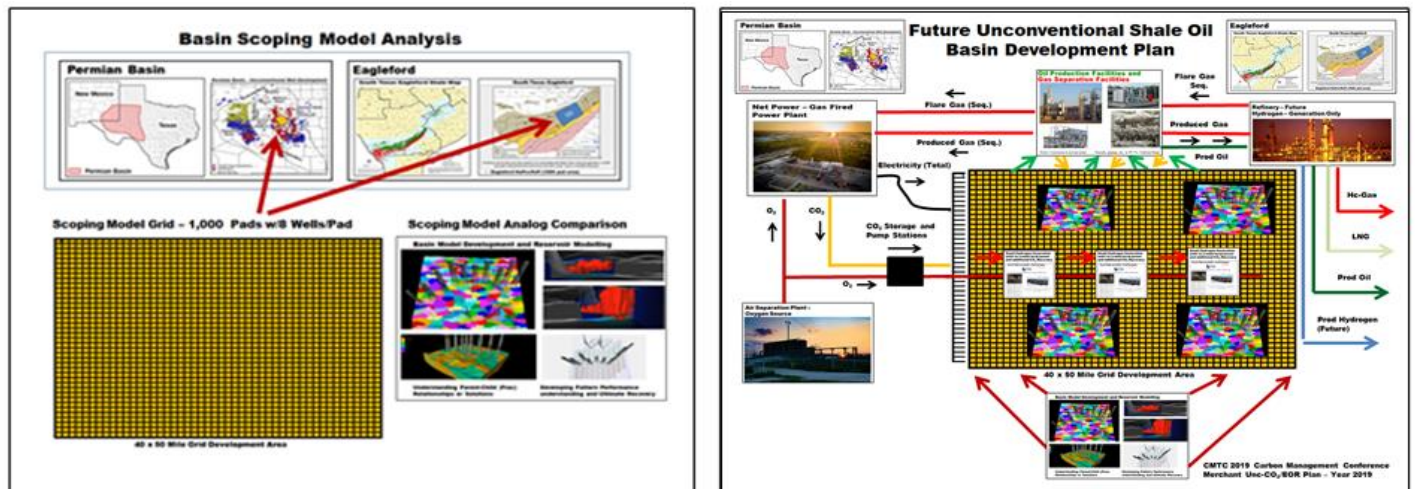 Basin Scoping Model Analysis
Permian Basin
New Mexico
Texas
Permian Basin
Eagleford
South Texas Eagleford Shale Map
South Texas Eagleford
Scoping Model Grid – 1,000 Pads w/8 Wells/Pad
40 x 50 Mile Grid Development Area
Scoping Model Analog Comparison
Basin Model Development and Reservoir Modelling
Understanding Parent-Child (Frac)
Relationships or Solutions
Developing Pattern Performance
understanding and Ultimate Recovery
Future Unconventional Shale Oil
Basin Development Plan
Permian Basin
New Mexico
Texas
Permian Basin
Eagleford
Oil Production Facilities and
Gas Separation Facilities
Flare Gas
Seq.
Flare Gas (Seq.)
Net Power – Gas Fired
Power Plant
Refinery – Future
Hydrogen – Generation Only
Produced Gas
Produced Gas (Seq.)
Prod Oil
Electricity (Total)
O₂
CO₂
CO₂ Storage and
Pump Stations
O₂
Air Separation Plant –
Oxygen Source
Hc-Gas
LNG
Prod Oil
Prod Hydrogen
(Future)
40 x 50 Mile Grid Development Area
Basin Model Development and Reservoir Modelling
CMTC 2019 Carbon Management Conference
Merchant Unc-CO₂/EOR Plan – Year 2019